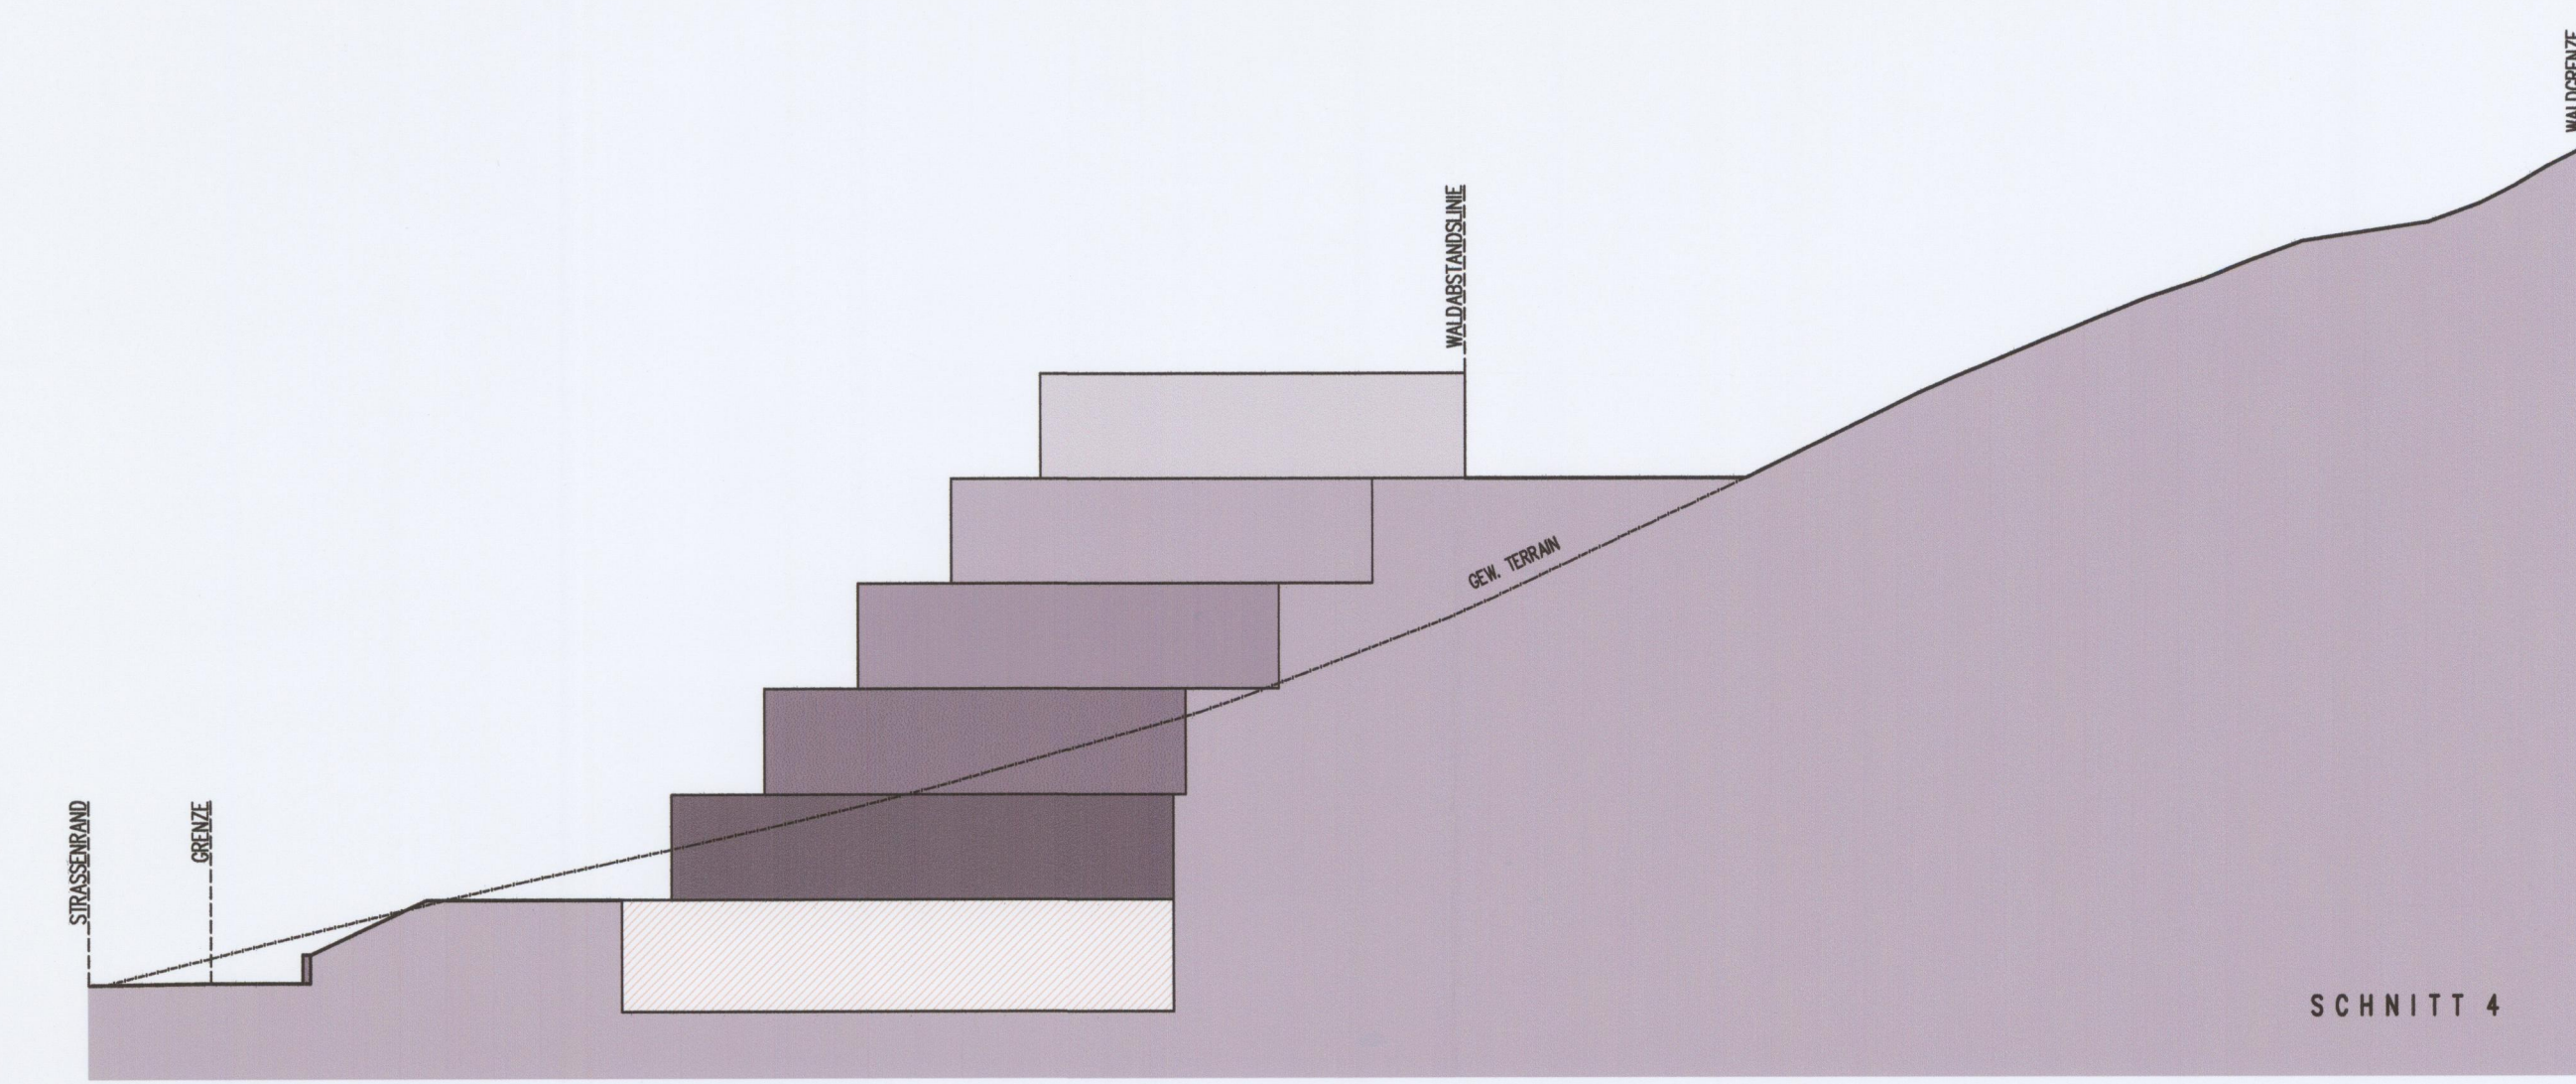 WALDGRENZE
WALDABSTANDSLINIE
GEW. TERRAIN
STRASSENRAND
GRENZE
SCHNITT 4